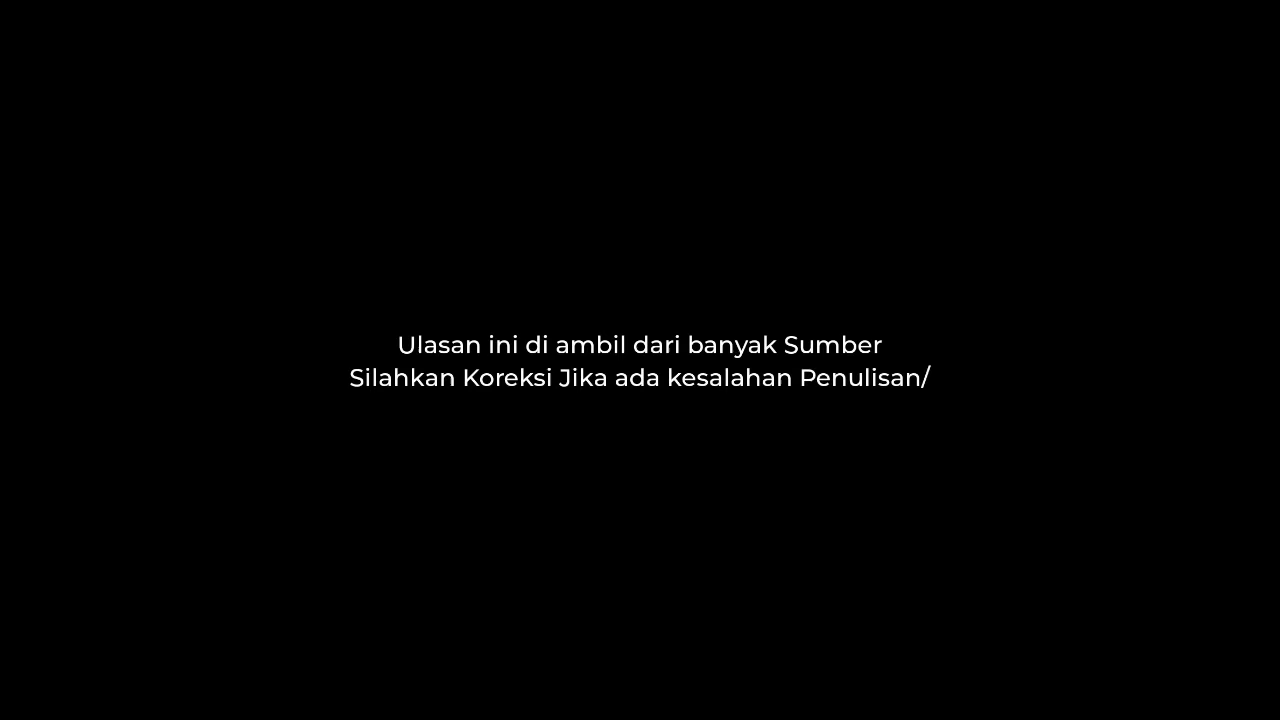 Ulasan ini di ambil dari banyak Sumber
Silahkan Koreksi Jika ada kesalahan Penulisan/